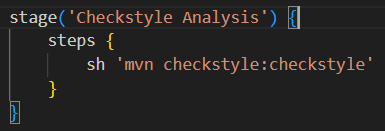 stage('Checkstyle Analysis') {
    steps {
        sh 'mvn checkstyle:checkstyle'
    }
}